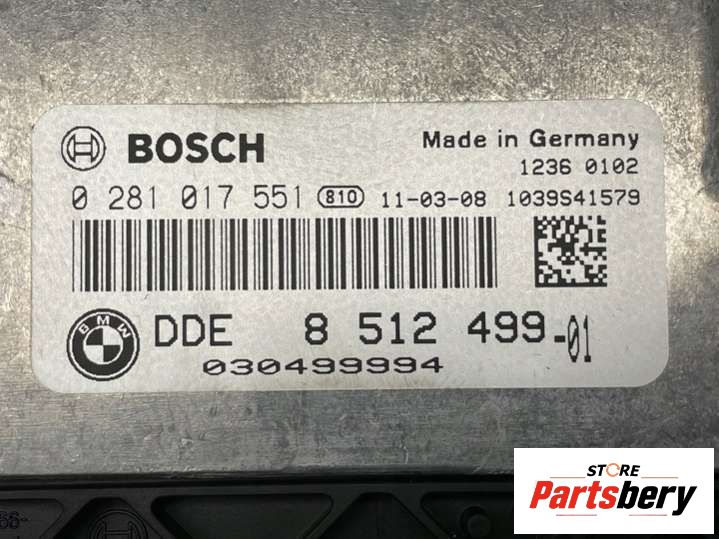 BOSCH
Made in Germany
1236 0102
0 281 017 551 810 11-03-08 1039S41579
BMW
DDE 8 512 499-01
030499994
STORE
Partsbery